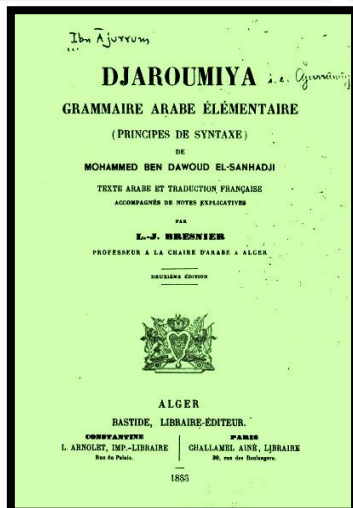 Ibn Ājurrum
DJAROUMIYA
i.e. Ājurrūmīya
GRAMMAIRE ARABE ÉLÉMENTAIRE
(PRINCIPES DE SYNTAXE)
DE
MOHAMMED BEN DAWOUD EL-SANHADJI
TEXTE ARABE ET TRADUCTION FRANÇAISE
ACCOMPAGNÉS DE NOTES EXPLICATIVES
PAR
L.-J. BRESNIER
PROFESSEUR A LA CHAIRE D'ARABE A ALGER
DEUXIÈME ÉDITION
ALGER
BASTIDE, LIBRAIRE-ÉDITEUR.
CONSTANTINE
L. ARNOLET, IMP.-LIBRAIRE
Rue du Palais.
PARIS
CHALLAMEL AINÉ, LIBRAIRE
30, rue des Boulangers.